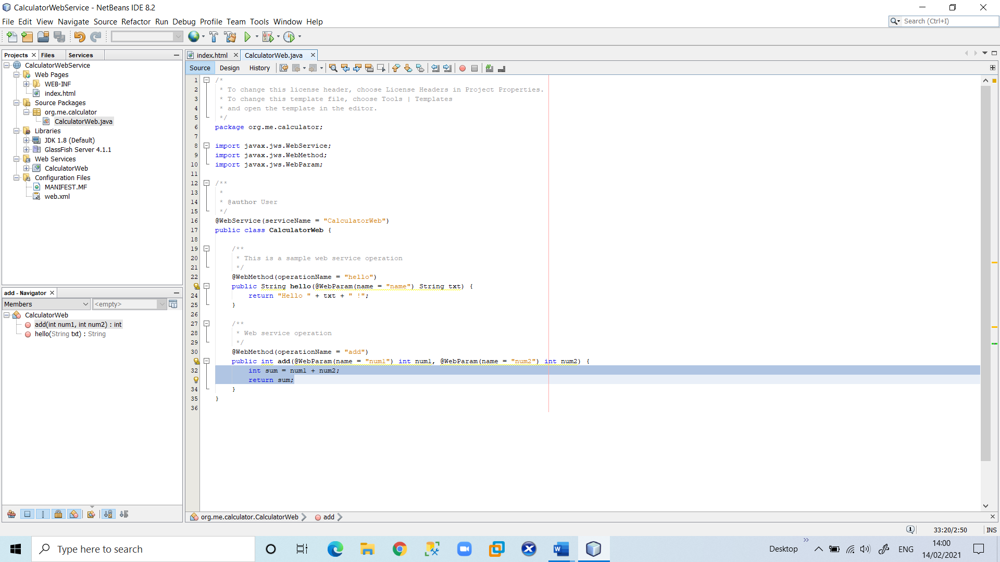 CalculatorWebService - NetBeans IDE 8.2
File Edit View Navigate Source Refactor Run Debug Profile Team Tools Window Help
Search (Ctrl+I)
Projects Files Services
CalculatorWebService
Web Pages
WEB-INF
index.html
Source Packages
org.me.calculator
CalculatorWeb.java
Libraries
JDK 1.8 (Default)
GlassFish Server 4.1.1
Web Services
CalculatorWeb
Configuration Files
MANIFEST.MF
web.xml
add - Navigator
Members <empty>
CalculatorWeb
add(int num1, int num2) : int
hello(String txt) : String
index.html CalculatorWeb.java
Source Design History
1 /*
2 * To change this license header, choose License Headers in Project Properties.
3 * To change this template file, choose Tools | Templates
4 * and open the template in the editor.
5 */
6 package org.me.calculator;
7
8 import javax.jws.WebService;
9 import javax.jws.WebMethod;
10 import javax.jws.WebParam;
11
12 /**
13 *
14 * @author User
15 */
16 @WebService(serviceName = "CalculatorWeb")
17 public class CalculatorWeb {
18
19 /**
20 * This is a sample web service operation
21 */
22 @WebMethod(operationName = "hello")
public String hello(@WebParam(name = "name") String txt) {
24 return "Hello " + txt + " !";
25 }
26
27 /**
28 * Web service operation
29 */
30 @WebMethod(operationName = "add")
public int add(@WebParam(name = "num1") int num1, @WebParam(name = "num2") int num2) {
32 int sum = num1 + num2;
return sum;
34 }
35 }
36
org.me.calculator.CalculatorWeb add
1 33:20/2:50 INS
Type here to search
Desktop
ENG
14:00
14/02/2021